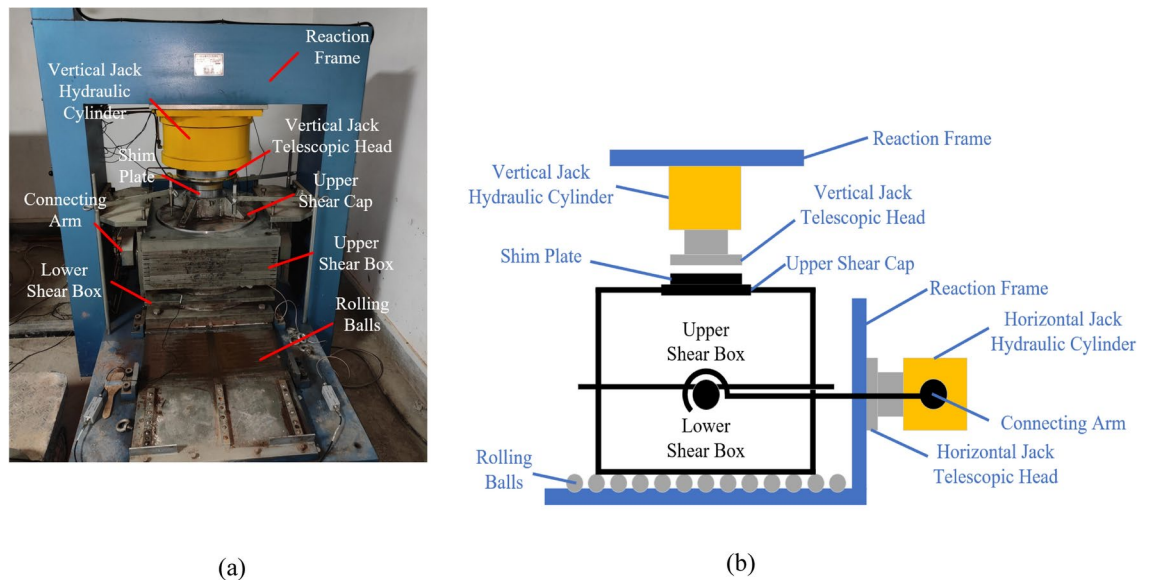 Reaction
Frame
Vertical Jack
Hydraulic
Cylinder
Vertical Jack
Telescopic Head
Shim
Plate
Upper
Shear Cap
Connecting
Arm
Upper
Shear Box
Lower
Shear Box
Rolling
Balls
(a)
Reaction Frame
Vertical Jack
Hydraulic Cylinder
Vertical Jack
Telescopic Head
Shim Plate
Upper Shear Cap
Reaction Frame
Upper
Shear Box
Horizontal Jack
Hydraulic Cylinder
Lower
Shear Box
Connecting Arm
Rolling
Balls
Horizontal Jack
Telescopic Head
(b)